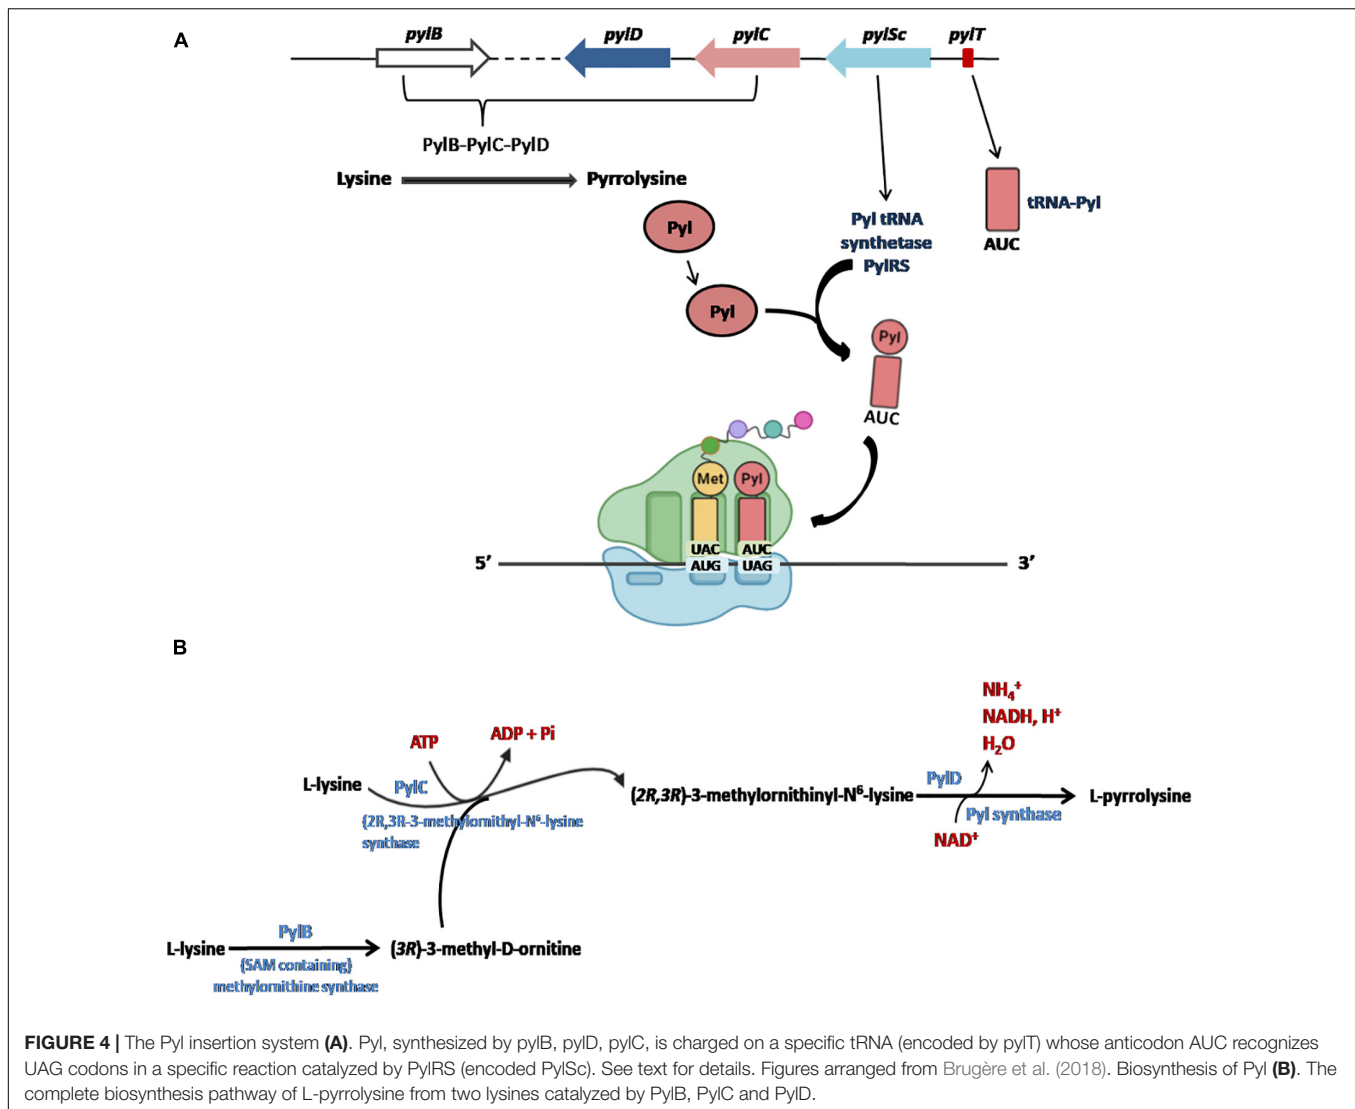 A
pylB pylD pylC pylSc pylT
PylB-PylC-PylD
Lysine Pyrrolysine
Pyl
Pyl tRNA
synthetase
PylRS
tRNA-Pyl
AUC
Pyl
Pyl
AUC
Met Pyl
UAC AUC
5’ AUG UAG 3’
B
NH₄⁺
NADH, H⁺
H₂O
ATP ADP + Pi
L-lysine PylC
(2R,3R-3-methylornithyl-N⁶-lysine
synthase
(2R,3R)-3-methylornithinyl-N⁶-lysine PylD L-pyrrolysine
Pyl synthase
NAD⁺
PylB
L-lysine (3R)-3-methyl-D-ornitine
(SAM containing)
methylornithine synthase
FIGURE 4 | The Pyl insertion system (A). Pyl, synthesized by pylB, pylD, pylC, is charged on a specific tRNA (encoded by pylT) whose anticodon AUC recognizes
UAG codons in a specific reaction catalyzed by PylRS (encoded PylSc). See text for details. Figures arranged from Brugère et al. (2018). Biosynthesis of Pyl (B). The
complete biosynthesis pathway of L-pyrrolysine from two lysines catalyzed by PylB, PylC and PylD.